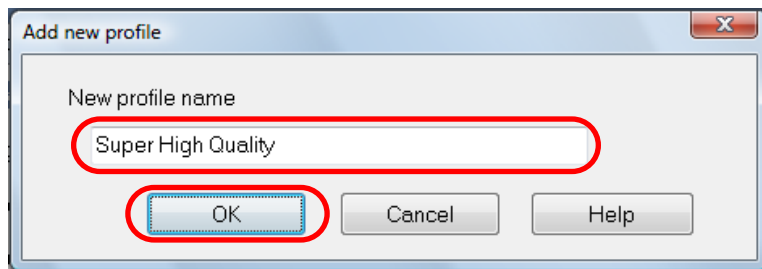 Add new profile
New profile name
Super High Quality
OK Cancel Help